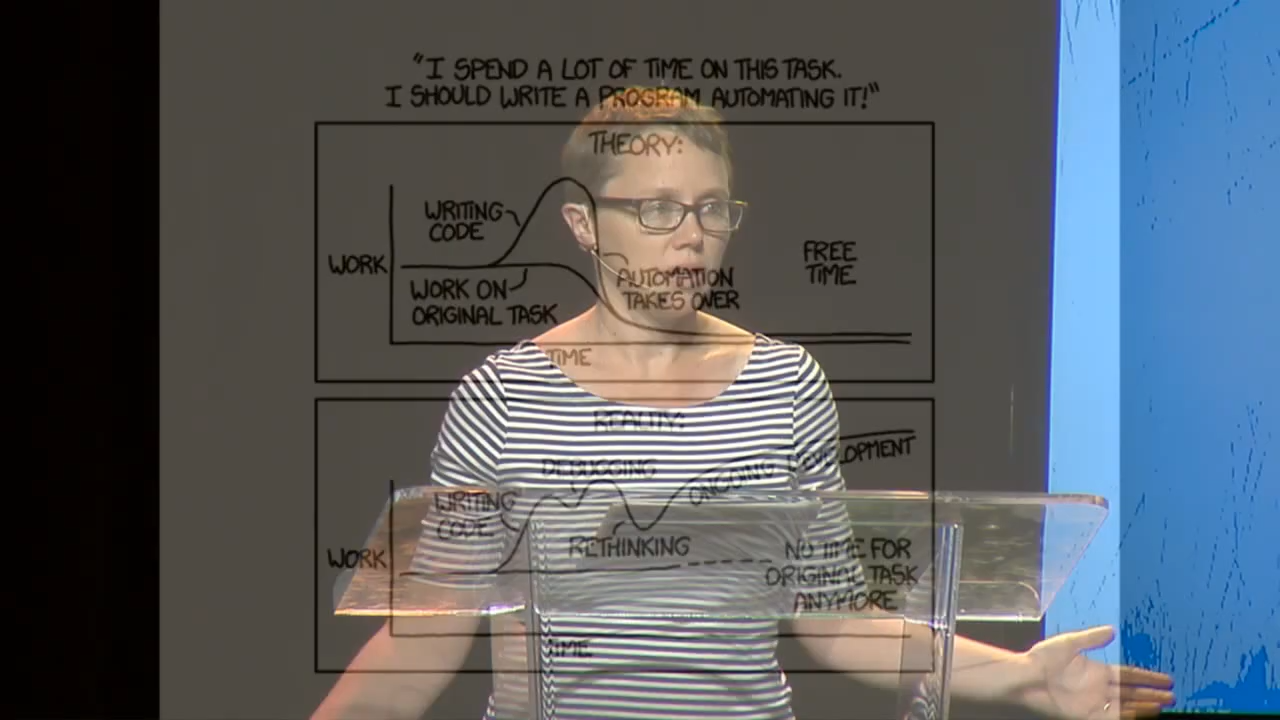 "I SPEND A LOT OF TIME ON THIS TASK.
I SHOULD WRITE A PROGRAM AUTOMATING IT!"
THEORY:
WRITING
CODE
WORK
WORK ON
ORIGINAL TASK
AUTOMATION
TAKES OVER
FREE
TIME
TIME
REALITY:
DEBUGGING
ONGOING DEVELOPMENT
WRITING
CODE
WORK
RETHINKING
NO TIME FOR
ORIGINAL TASK
ANYMORE
TIME